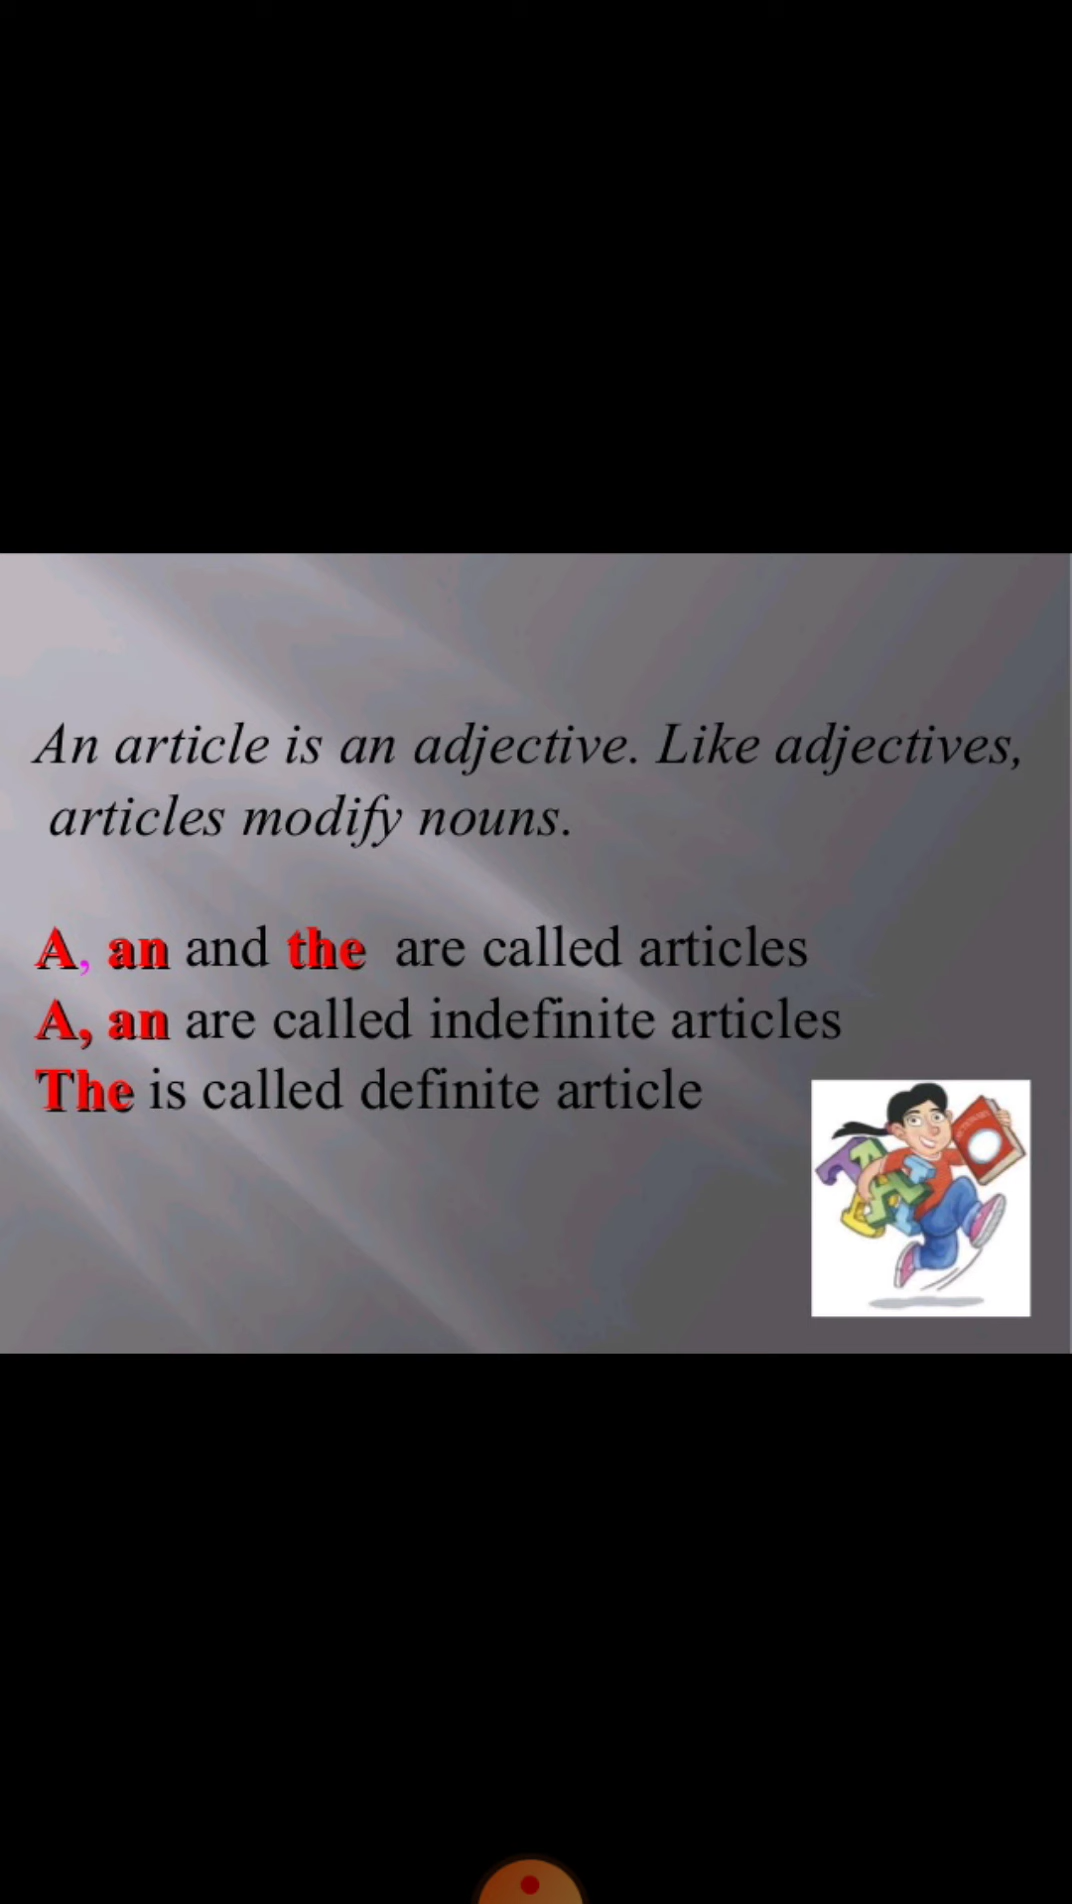 An article is an adjective. Like adjectives,
articles modify nouns.
A, an and the are called articles
A, an are called indefinite articles
The is called definite article